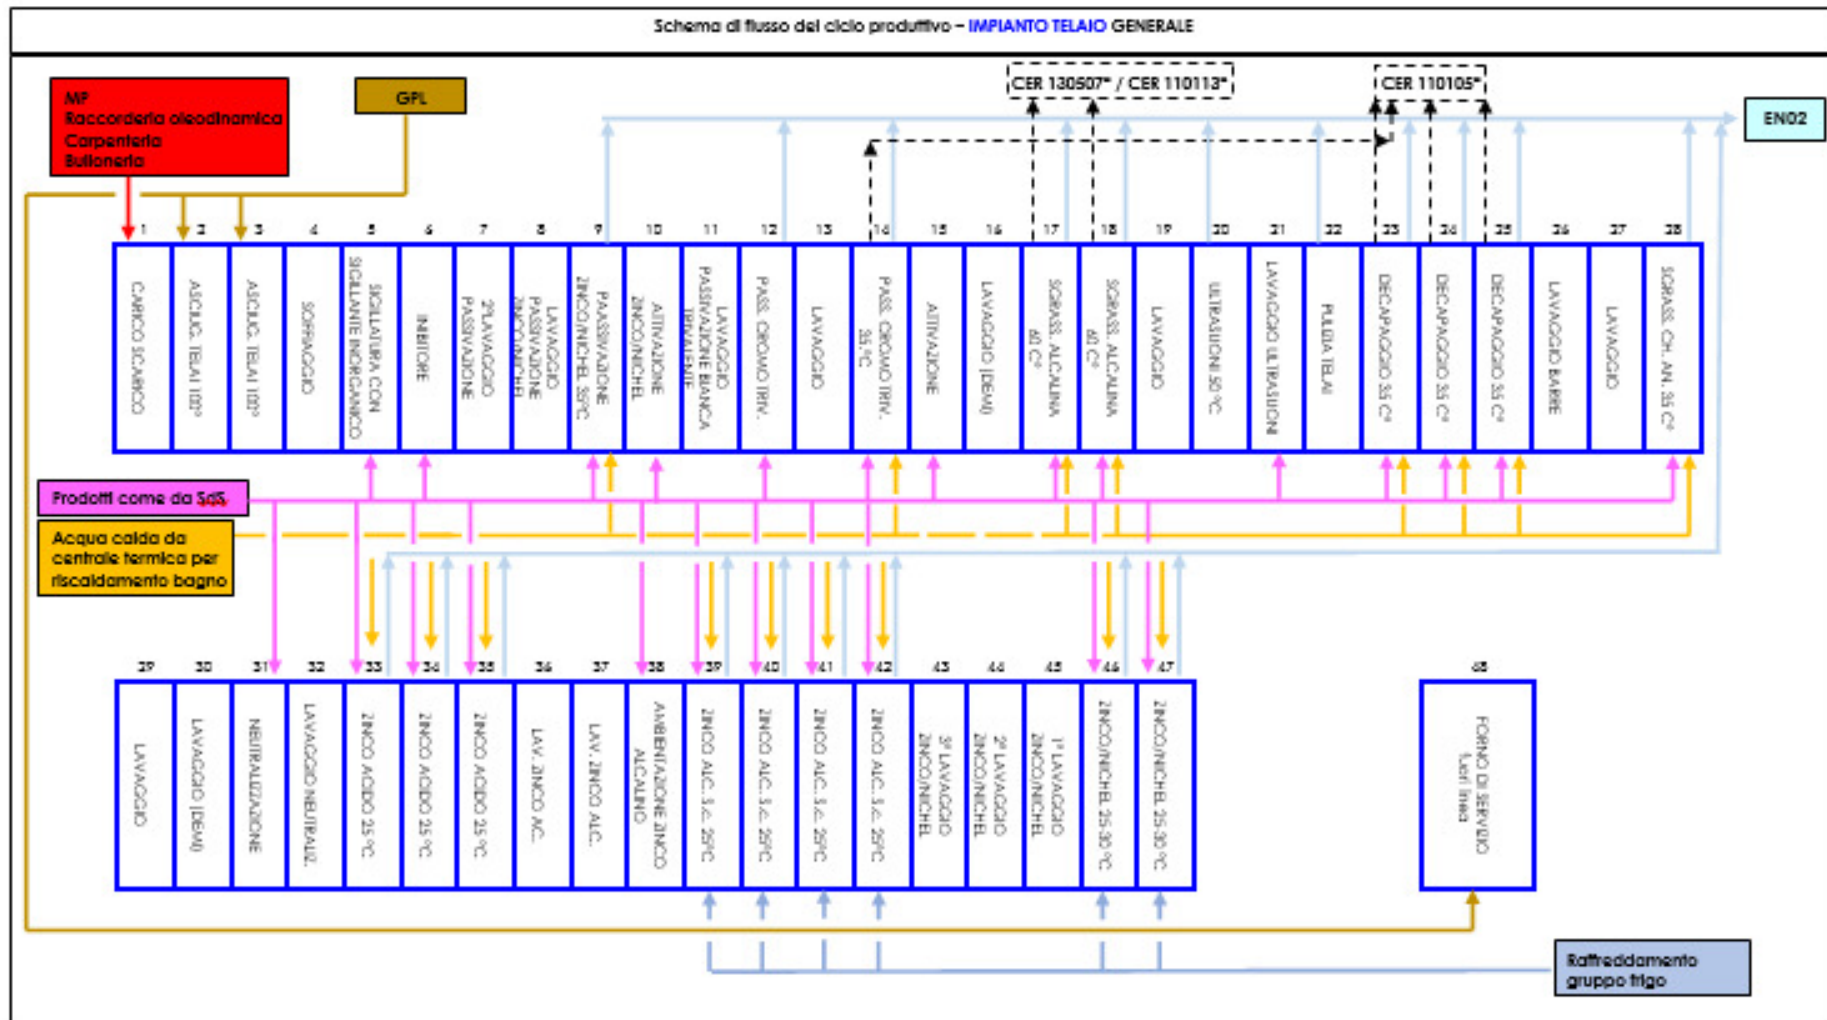 Schema di flusso del ciclo produttivo – IMPIANTO TELAIO GENERALE
MP
Raccorderia oleodinamica
Carpenteria
Bulloneria
GPL
CER 130507* / CER 110113*
CER 110105*
EN02
1 2 3 4 5 6 7 8 9 10 11 12 13 14 15 16 17 18 19 20 21 22 23 24 25 26 27 28
CARICO SCARICO
ASCIUG. TELAI 100°
ASCIUG. TELAI 100°
SOFFIAGGIO
SIGILLATURA CON
SIGILLANTE INORGANICO
INIBITORE
2°LAVAGGIO
PASSIVAZIONE
LAVAGGIO
PASSIVAZIONE
ZINCO/NICHEL
PAASSIVAZIONE
ZINCO/NICHEL 35°C
ATTIVAZIONE
ZINCO/NICHEL
LAVAGGIO
PASSIVAZIONE BIANCA
TRIVALENTE
PASS. CROMO TRIV.
LAVAGGIO
PASS. CROMO TRIV.
35.°C
ATTIVAZIONE
LAVAGGIO (DEMI)
SGRASS. ALCALINA
60 C°
SGRASS. ALCALINA
60 C°
LAVAGGIO
ULTRASUONI 50 °C
LAVAGGIO ULTRASUONI
PULIZIA TELAI
DECAPAGGIO 35 C°
DECAPAGGIO 35 C°
DECAPAGGIO 35 C°
LAVAGGIO BARRE
LAVAGGIO
SGRASS. CH. AN. 35 C°
Prodotti come da SdS
Acqua calda da
centrale termica per
riscaldamento bagno
29 30 31 32 33 34 35 36 37 38 39 40 41 42 43 44 45 46 47
LAVAGGIO
LAVAGGIO (DEMI)
NEUTRALIZZAZIONE
LAVAGGIO NEUTRALIZ.
ZINCO ACIDO 25 °C
ZINCO ACIDO 25 °C
ZINCO ACIDO 25 °C
LAV. ZINCO AC.
LAV. ZINCO ALC.
AMBIENTAZIONE ZINCO
ALCALINO
ZINCO ALC. S.c. 25°C
ZINCO ALC. S.c. 25°C
ZINCO ALC. S.c. 25°C
ZINCO ALC. S.c. 25°C
3° LAVAGGIO
ZINCO/NICHEL
2° LAVAGGIO
ZINCO/NICHEL
1° LAVAGGIO
ZINCO/NICHEL
ZINCO/NICHEL 25-30 °C
ZINCO/NICHEL 25-30 °C
FORNO DI SERVIZIO
fuori linea
Raffreddamento
gruppo frigo